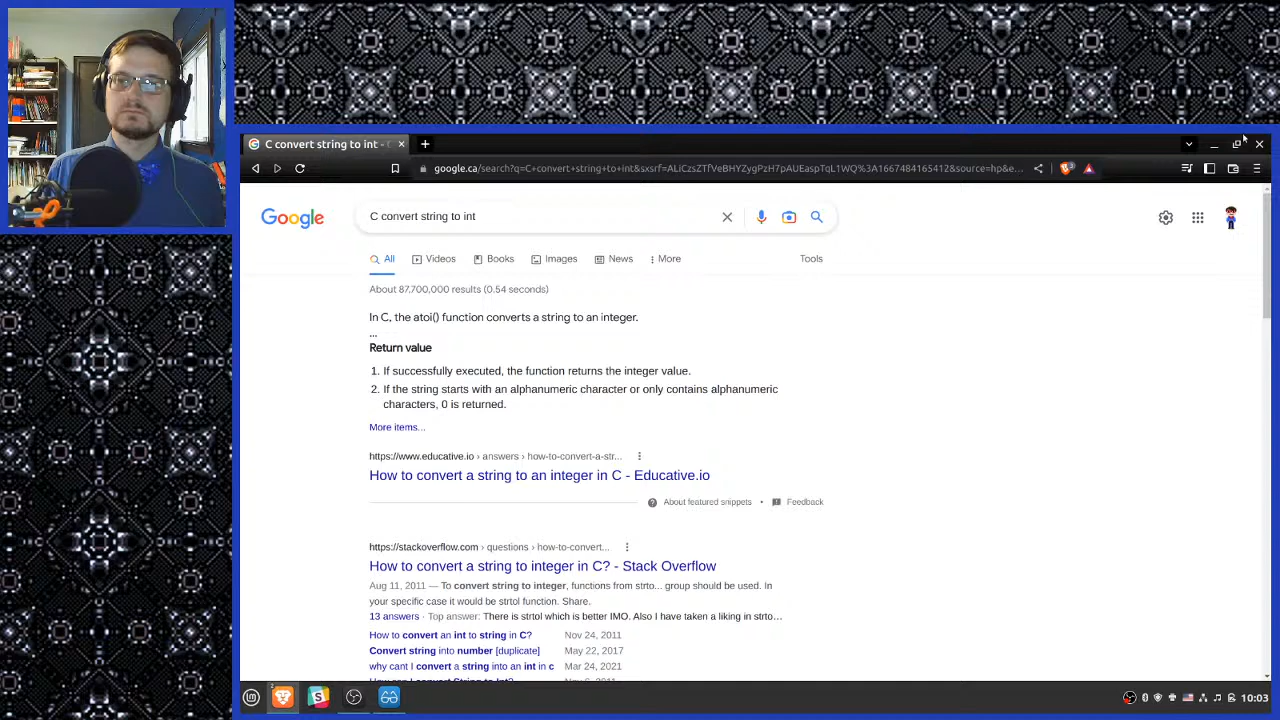 C convert string to int - G
google.ca/search?q=C+convert+string+to+int&sxsrf=ALiCzsZTfVeBHYZygPzH7pAUEaspTqL1WQ%3A1667484165412&source=hp&e...
Google
C convert string to int
All
Videos
Books
Images
News
More
Tools
About 87,700,000 results (0.54 seconds)
In C, the atoi() function converts a string to an integer.
...
Return value
1. If successfully executed, the function returns the integer value.
2. If the string starts with an alphanumeric character or only contains alphanumeric
characters, 0 is returned.
More items...
https://www.educative.io › answers › how-to-convert-a-str...
How to convert a string to an integer in C - Educative.io
About featured snippets • Feedback
https://stackoverflow.com › questions › how-to-convert...
How to convert a string to integer in C? - Stack Overflow
Aug 11, 2011 — To convert string to integer, functions from strto... group should be used. In
your specific case it would be strtol function. Share.
13 answers · Top answer: There is strtol which is better IMO. Also I have taken a liking in strto…
How to convert an int to string in C? Nov 24, 2011
Convert string into number [duplicate] May 22, 2017
why cant I convert a string into an int in c Mar 24, 2021
10:03